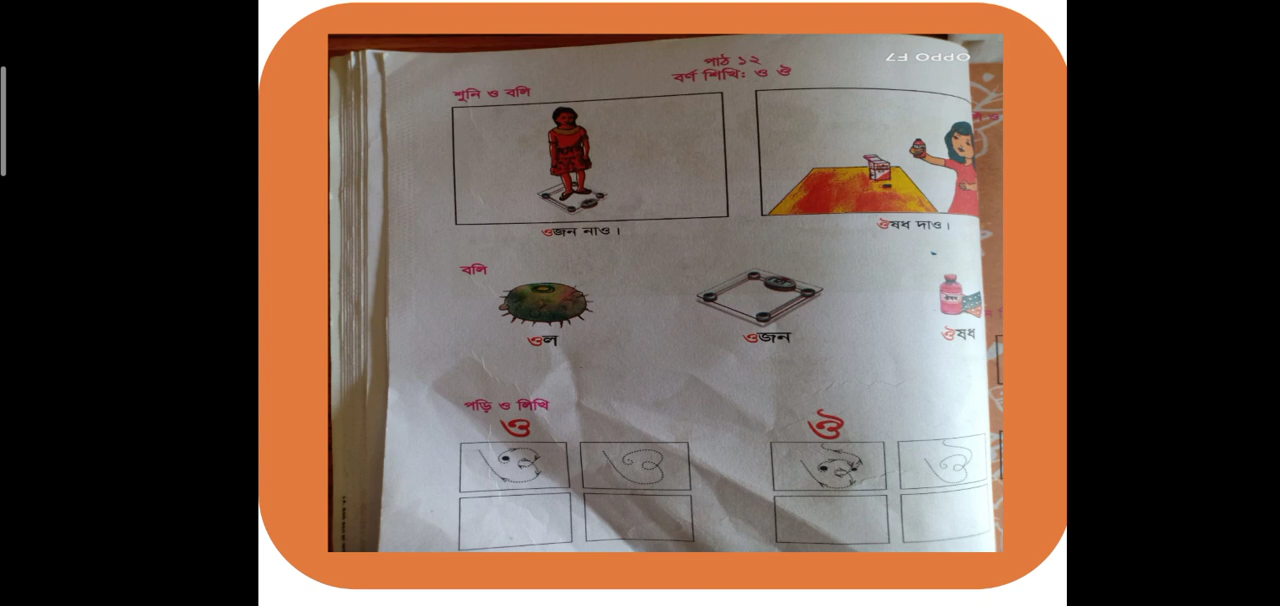 পাঠ ১২
বর্ণ শিখি: ও ঔ
OPPO F7
শুনি ও বলি
ওজন নাও।
ঔষধ দাও।
বলি
ওল
ওজন
ঔষধ
পড়ি ও লিখি
ও
ঔ
ও
ও
ঔ
ঔ